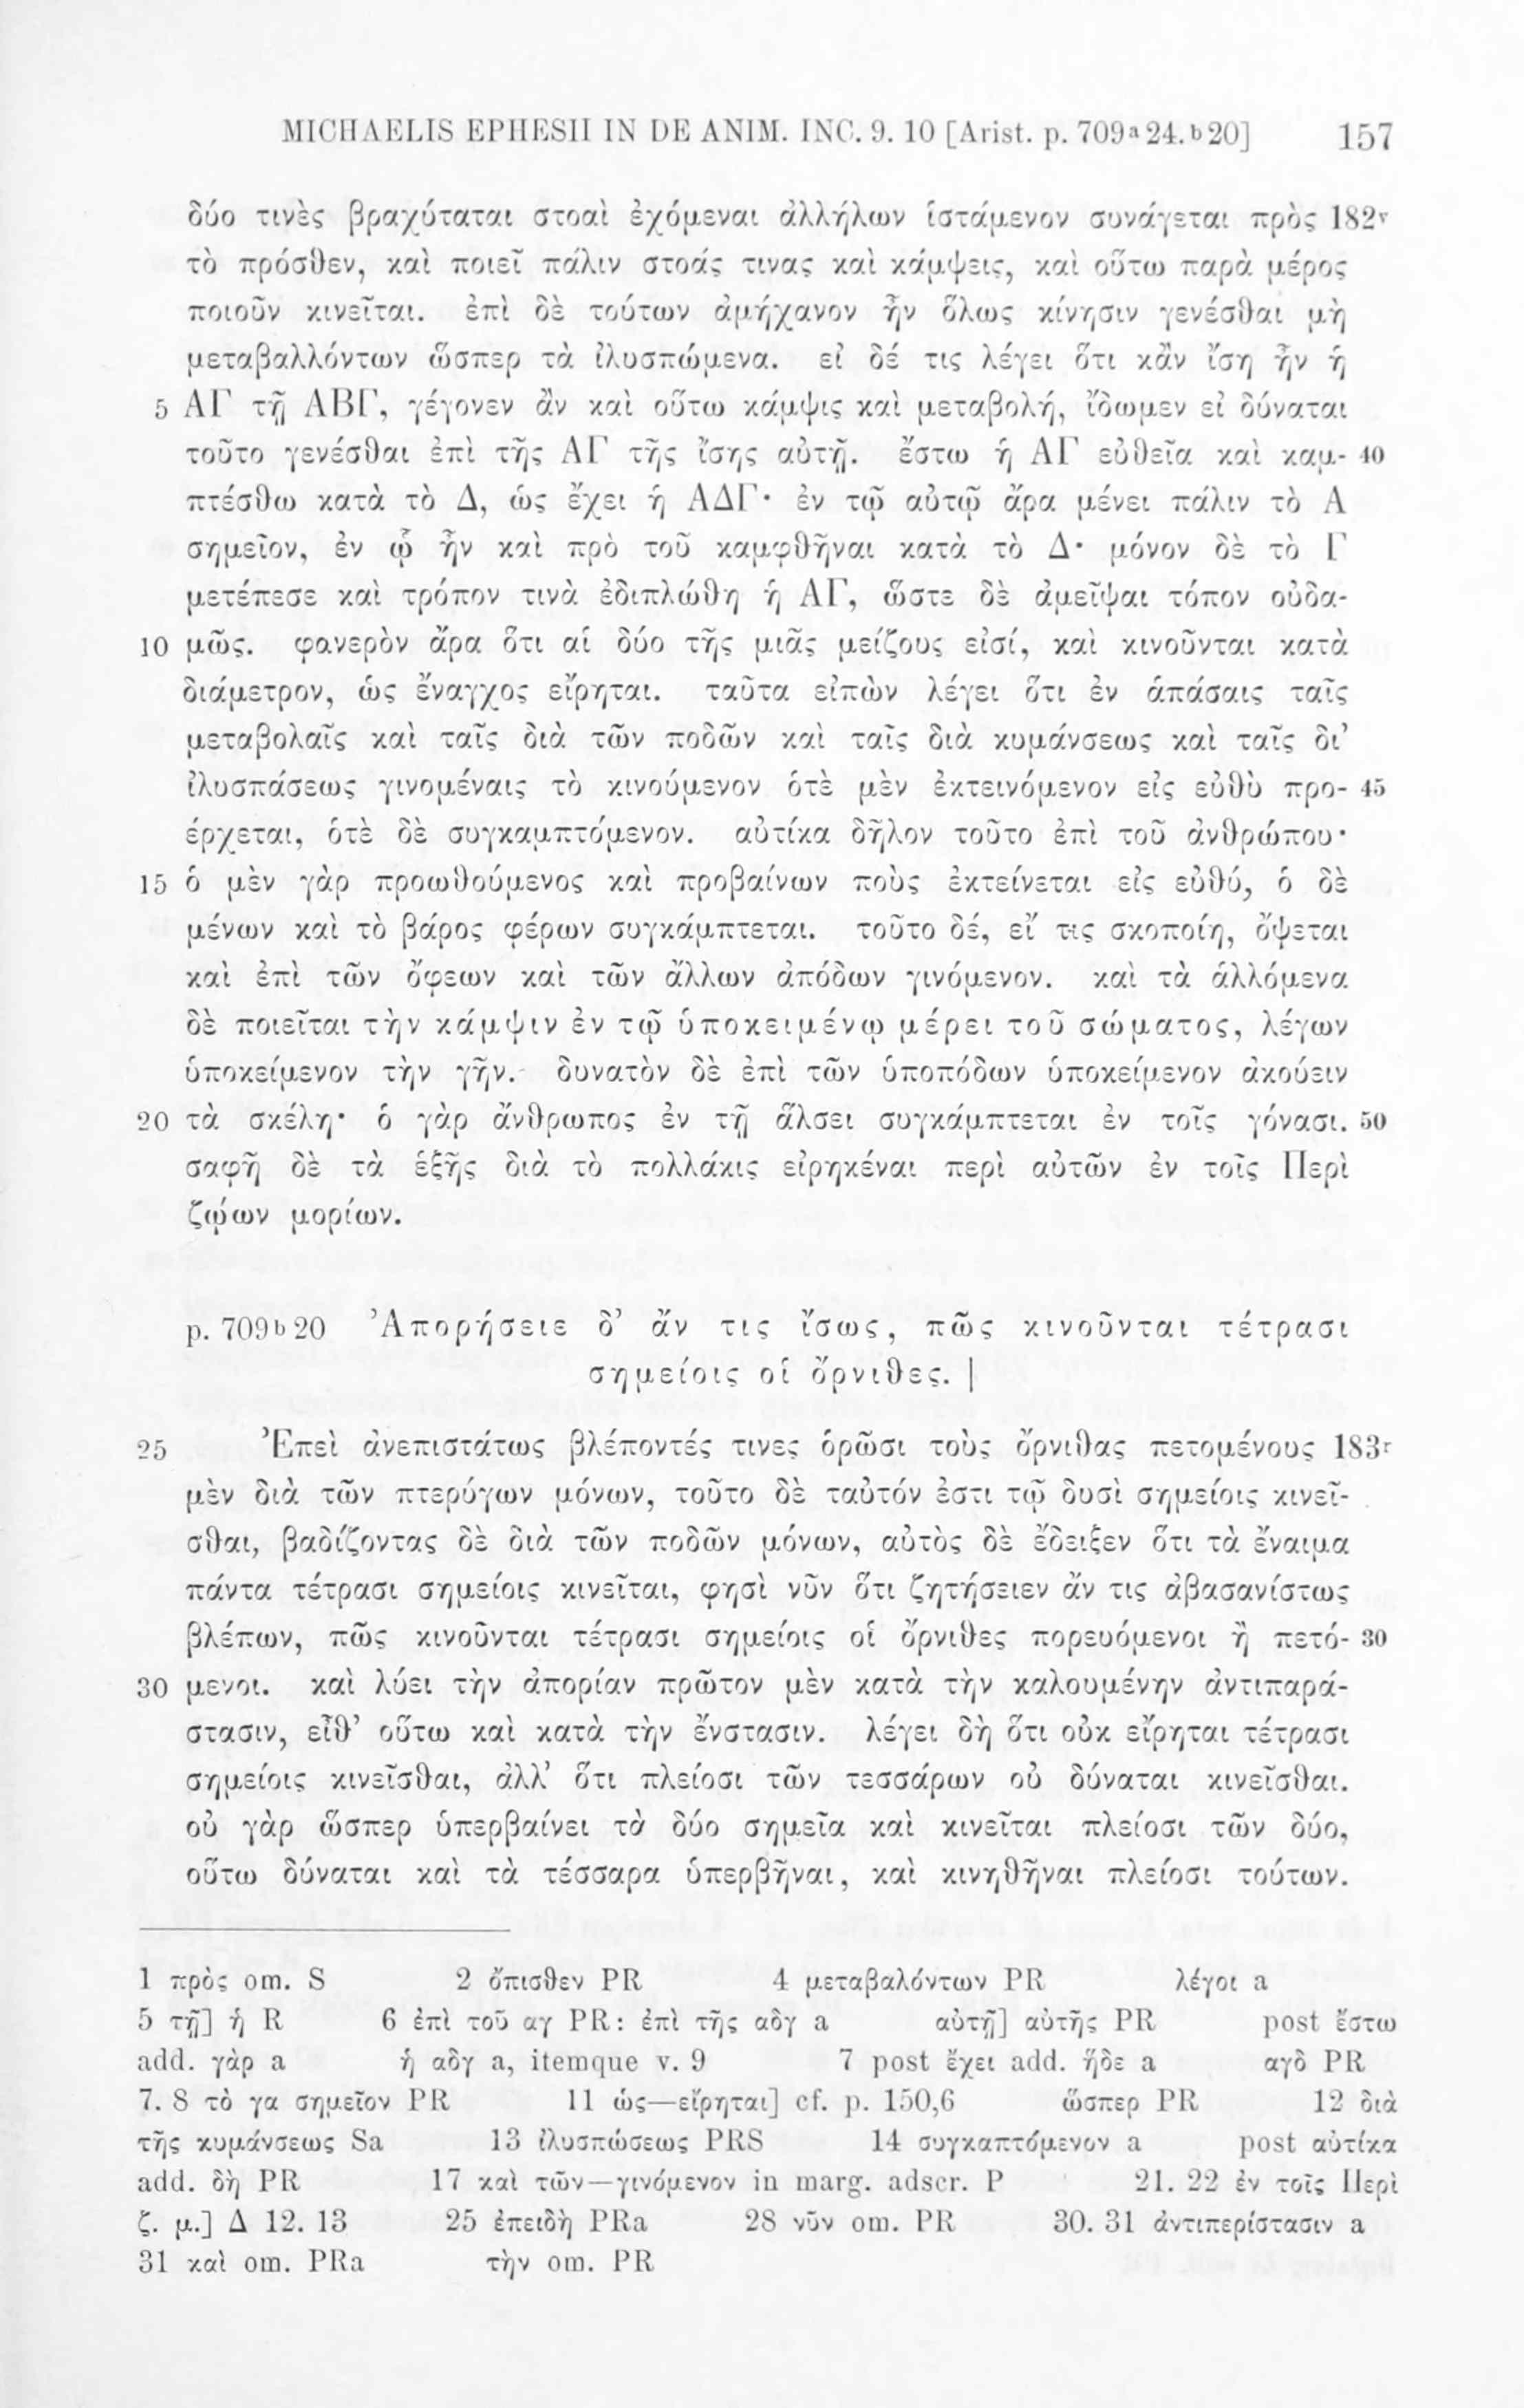 MICHAELIS EPHESII IN DE ANIM. INC. 9. 10 [Arist. p. 709ᵃ24.ᵇ20] 157
δύο τινὲς βραχύταται στοαὶ ἐχόμεναι ἀλλήλων ἱστάμενον συνάγεται πρὸς 182ᵛ
τὸ πρόσθεν, καὶ ποιεῖ πάλιν στοάς τινας καὶ κάμψεις, καὶ οὕτω παρὰ μέρος
ποιοῦν κινεῖται. ἐπὶ δὲ τούτων ἀμήχανον ἦν ὅλως κίνησιν γενέσθαι μὴ
μεταβαλλόντων ὥσπερ τὰ ἰλυσπώμενα. εἰ δέ τις λέγει ὅτι κἂν ἴση ἦν ἡ
5 ΑΓ τῇ ΑΒΓ, γέγονεν ἂν καὶ οὕτω κάμψις καὶ μεταβολή, ἴδωμεν εἰ δύναται
τοῦτο γενέσθαι ἐπὶ τῆς ΑΓ τῆς ἴσης αὐτῇ. ἔστω ἡ ΑΓ εὐθεῖα καὶ καμ- 40
πτέσθω κατὰ τὸ Δ, ὡς ἔχει ἡ ΑΔΓ· ἐν τῷ αὐτῷ ἄρα μένει πάλιν τὸ Α
σημεῖον, ἐν ᾧ ἦν καὶ πρὸ τοῦ καμφθῆναι κατὰ τὸ Δ· μόνον δὲ τὸ Γ
μετέπεσε καὶ τρόπον τινὰ ἐδιπλώθη ἡ ΑΓ, ὥστε δὲ ἀμεῖψαι τόπον οὐδα-
10 μῶς. φανερὸν ἄρα ὅτι αἱ δύο τῆς μιᾶς μείζους εἰσί, καὶ κινοῦνται κατὰ
διάμετρον, ὡς ἔναγχος εἴρηται. ταῦτα εἰπὼν λέγει ὅτι ἐν ἁπάσαις ταῖς
μεταβολαῖς καὶ ταῖς διὰ τῶν ποδῶν καὶ ταῖς διὰ κυμάνσεως καὶ ταῖς δι’
ἰλυσπάσεως γινομέναις τὸ κινούμενον ὁτὲ μὲν ἐκτεινόμενον εἰς εὐθὺ προ- 45
έρχεται, ὁτὲ δὲ συγκαμπτόμενον. αὐτίκα δῆλον τοῦτο ἐπὶ τοῦ ἀνθρώπου·
15 ὁ μὲν γὰρ προωθούμενος καὶ προβαίνων ποὺς ἐκτείνεται εἰς εὐθύ, ὁ δὲ
μένων καὶ τὸ βάρος φέρων συγκάμπτεται. τοῦτο δέ, εἴ τις σκοποίη, ὄψεται
καὶ ἐπὶ τῶν ὄφεων καὶ τῶν ἄλλων ἀπόδων γινόμενον. καὶ τὰ ἁλλόμενα
δὲ ποιεῖται τὴν κάμψιν ἐν τῷ ὑποκειμένῳ μέρει τοῦ σώματος, λέγων
ὑποκείμενον τὴν γῆν. δυνατὸν δὲ ἐπὶ τῶν ὑποπόδων ὑποκείμενον ἀκούειν
20 τὰ σκέλη· ὁ γὰρ ἄνθρωπος ἐν τῇ ἅλσει συγκάμπτεται ἐν τοῖς γόνασι. 50
σαφῆ δὲ τὰ ἑξῆς διὰ τὸ πολλάκις εἰρηκέναι περὶ αὐτῶν ἐν τοῖς Περὶ
ζῴων μορίων.
p. 709ᵇ20 Ἀπορήσειε δ’ ἄν τις ἴσως, πῶς κινοῦνται τέτρασι
σημείοις οἱ ὄρνιθες. |
25 Ἐπεὶ ἀνεπιστάτως βλέποντές τινες ὁρῶσι τοὺς ὄρνιθας πετομένους 183ʳ
μὲν διὰ τῶν πτερύγων μόνων, τοῦτο δὲ ταὐτόν ἐστι τῷ δυσὶ σημείοις κινεῖ-
σθαι, βαδίζοντας δὲ διὰ τῶν ποδῶν μόνων, αὐτὸς δὲ ἔδειξεν ὅτι τὰ ἔναιμα
πάντα τέτρασι σημείοις κινεῖται, φησὶ νῦν ὅτι ζητήσειεν ἄν τις ἀβασανίστως
βλέπων, πῶς κινοῦνται τέτρασι σημείοις οἱ ὄρνιθες πορευόμενοι ἢ πετό- 30
30 μενοι. καὶ λύει τὴν ἀπορίαν πρῶτον μὲν κατὰ τὴν καλουμένην ἀντιπαρά-
στασιν, εἶθ’ οὕτω καὶ κατὰ τὴν ἔνστασιν. λέγει δὴ ὅτι οὐκ εἴρηται τέτρασι
σημείοις κινεῖσθαι, ἀλλ’ ὅτι πλείοσι τῶν τεσσάρων οὐ δύναται κινεῖσθαι.
οὐ γὰρ ὥσπερ ὑπερβαίνει τὰ δύο σημεῖα καὶ κινεῖται πλείοσι τῶν δύο,
οὕτω δύναται καὶ τὰ τέσσαρα ὑπερβῆναι, καὶ κινηθῆναι πλείοσι τούτων.
1 πρὸς om. S 2 ὄπισθεν PR 4 μεταβαλόντων PR λέγοι a
5 τῇ] ἡ R 6 ἐπὶ τοῦ αγ PR: ἐπὶ τῆς αδγ a αὐτῇ] αὐτῆς PR post ἔστω
add. γὰρ a ἡ αδγ a, itemque v. 9 7 post ἔχει add. ἥδε a αγδ PR
7. 8 τὸ γα σημεῖον PR 11 ὡς—εἴρηται] cf. p. 150,6 ὥσπερ PR 12 διὰ
τῆς κυμάνσεως Sa 13 ἰλυσπώσεως PRS 14 συγκαπτόμενον a post αὐτίκα
add. δὴ PR 17 καὶ τῶν—γινόμενον in marg. adscr. P 21. 22 ἐν τοῖς Περὶ
ζ. μ.] Δ 12. 13 25 ἐπειδὴ PRa 28 νῦν om. PR 30. 31 ἀντιπερίστασιν a
31 καὶ om. PRa τὴν om. PR